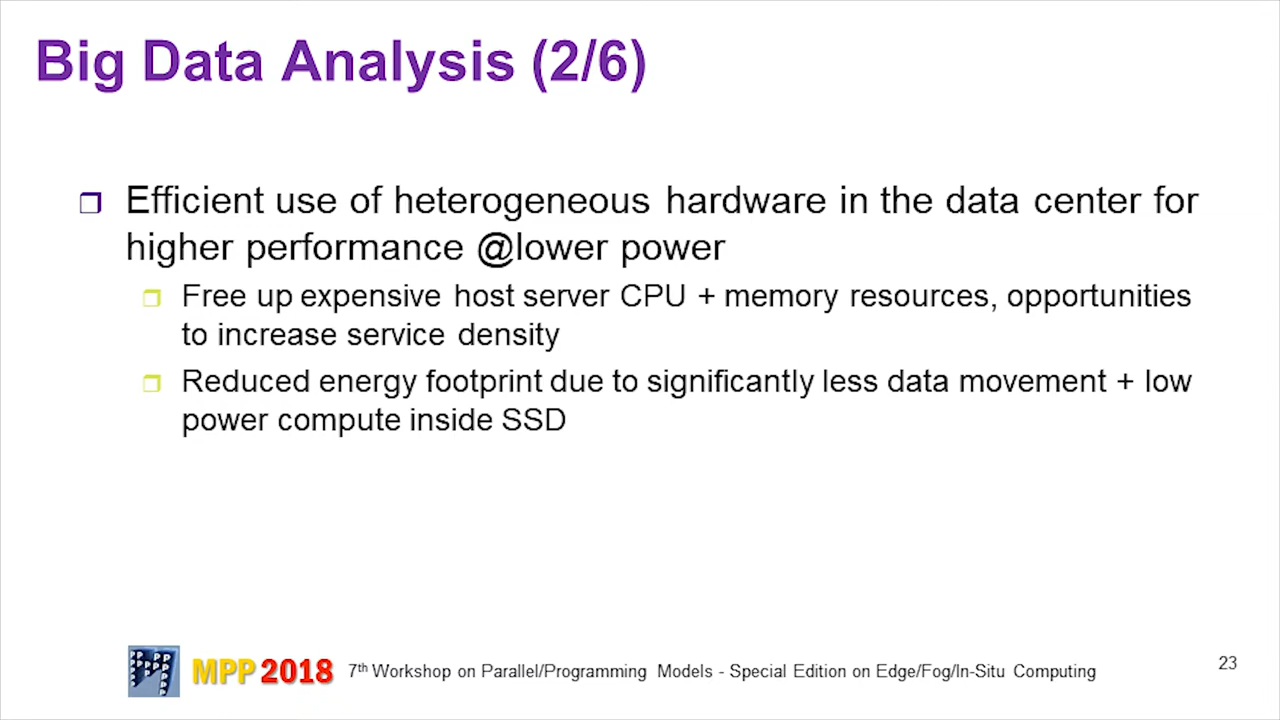 Big Data Analysis (2/6)
Efficient use of heterogeneous hardware in the data center for
higher performance @lower power
Free up expensive host server CPU + memory resources, opportunities
to increase service density
Reduced energy footprint due to significantly less data movement + low
power compute inside SSD
MPP 2018 7th Workshop on Parallel/Programming Models - Special Edition on Edge/Fog/In-Situ Computing
23